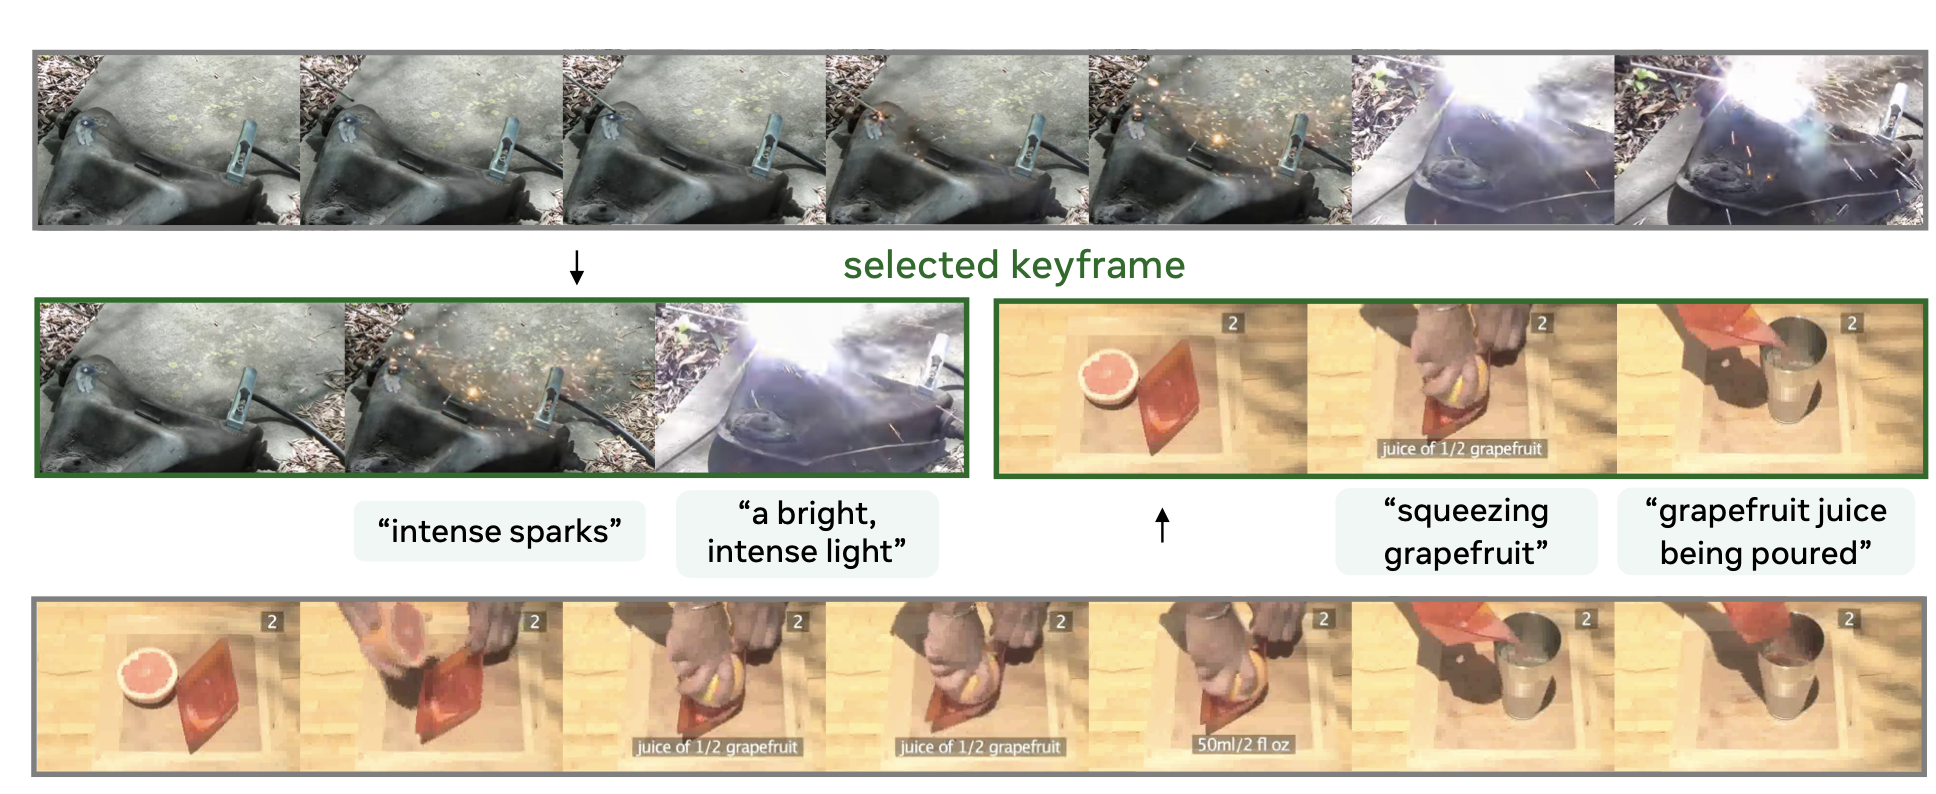 selected keyframe
2
2
2
juice of 1/2 grapefruit
“intense sparks”
“a bright,
intense light”
“squeezing
grapefruit”
“grapefruit juice
being poured”
2
2
2
2
2
2
2
juice of 1/2 grapefruit
juice of 1/2 grapefruit
50ml/2 fl oz